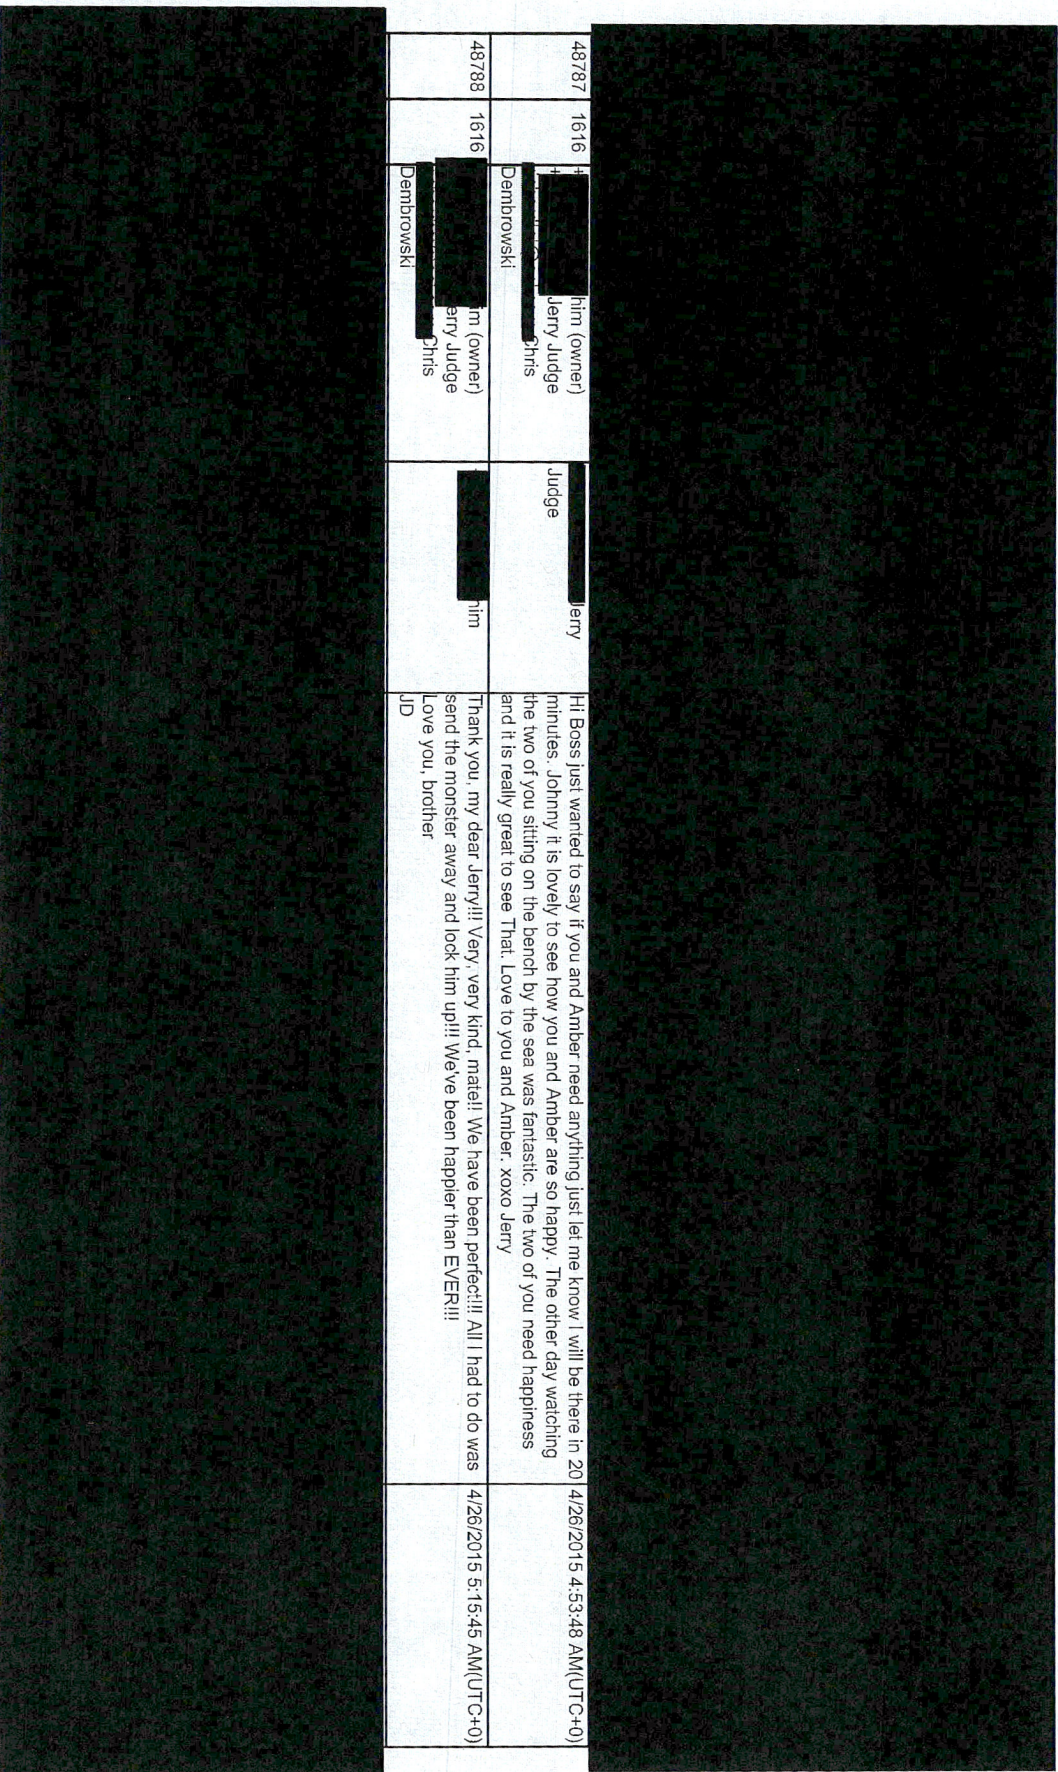 48787
1616
him (owner)
Jerry Judge
Chris
Dembrowski
Jerry
Judge
Hi Boss just wanted to say if you and Amber need anything just let me know I will be there in 20
minutes. Johnny it is lovely to see how you and Amber are so happy. The other day watching
the two of you sitting on the bench by the sea was fantastic. The two of you need happiness
and it is really great to see That. Love to you and Amber. xoxo Jerry
4/26/2015 4:53:48 AM(UTC+0)
48788
1616
im (owner)
erry Judge
Chris
Dembrowski
him
Thank you, my dear Jerry!!! Very, very kind, mate!! We have been perfect!!!! All I had to do was
send the monster away and lock him up!!! We've been happier than EVER!!!
Love you, brother
JD
4/26/2015 5:15:45 AM(UTC+0)